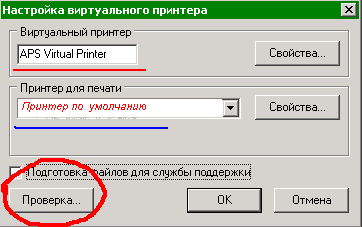 Настройка виртуального принтера
Виртуальный принтер
APS Virtual Printer
Свойства...
Принтер для печати
Принтер по умолчанию
Свойства...
Подготовка файлов для службы поддержки
Проверка...
OK
Отмена